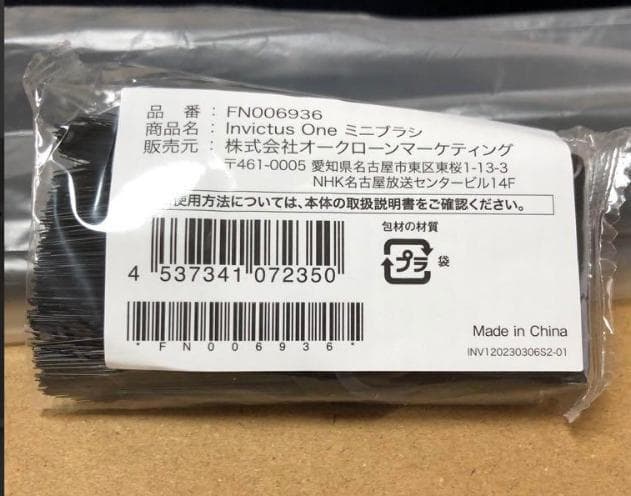 品　番 : FN006936
商品名 : Invictus One ミニブラシ
販売元 : 株式会社オークローンマーケティング
〒461-0005 愛知県名古屋市東区東桜1-13-3
NHK名古屋放送センタービル14F
使用方法については、本体の取扱説明書をご確認ください。
包材の材質
プラ 袋
4 537341 072350
*FN006936*
Made in China
INV120230306S2-01